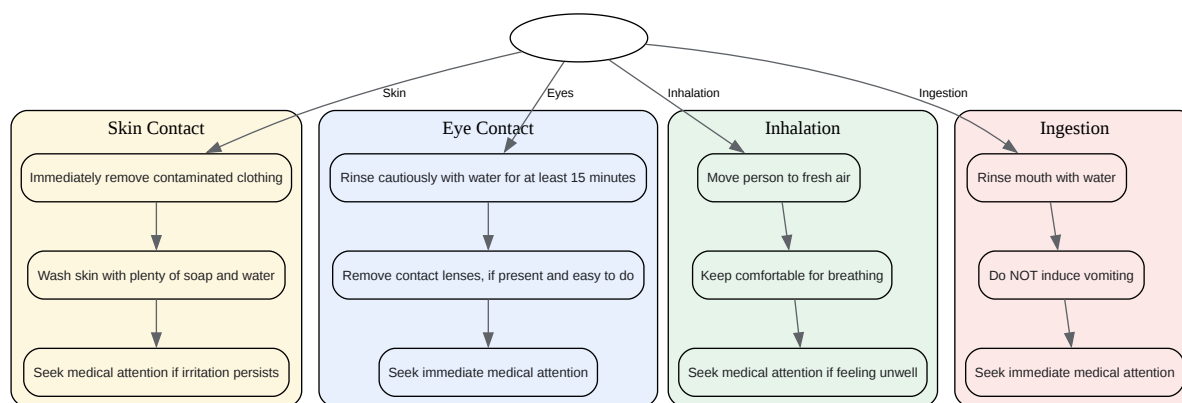 Skin
Eyes
Inhalation
Ingestion
Skin Contact
Immediately remove contaminated clothing
Wash skin with plenty of soap and water
Seek medical attention if irritation persists
Eye Contact
Rinse cautiously with water for at least 15 minutes
Remove contact lenses, if present and easy to do
Seek immediate medical attention
Inhalation
Move person to fresh air
Keep comfortable for breathing
Seek medical attention if feeling unwell
Ingestion
Rinse mouth with water
Do NOT induce vomiting
Seek immediate medical attention